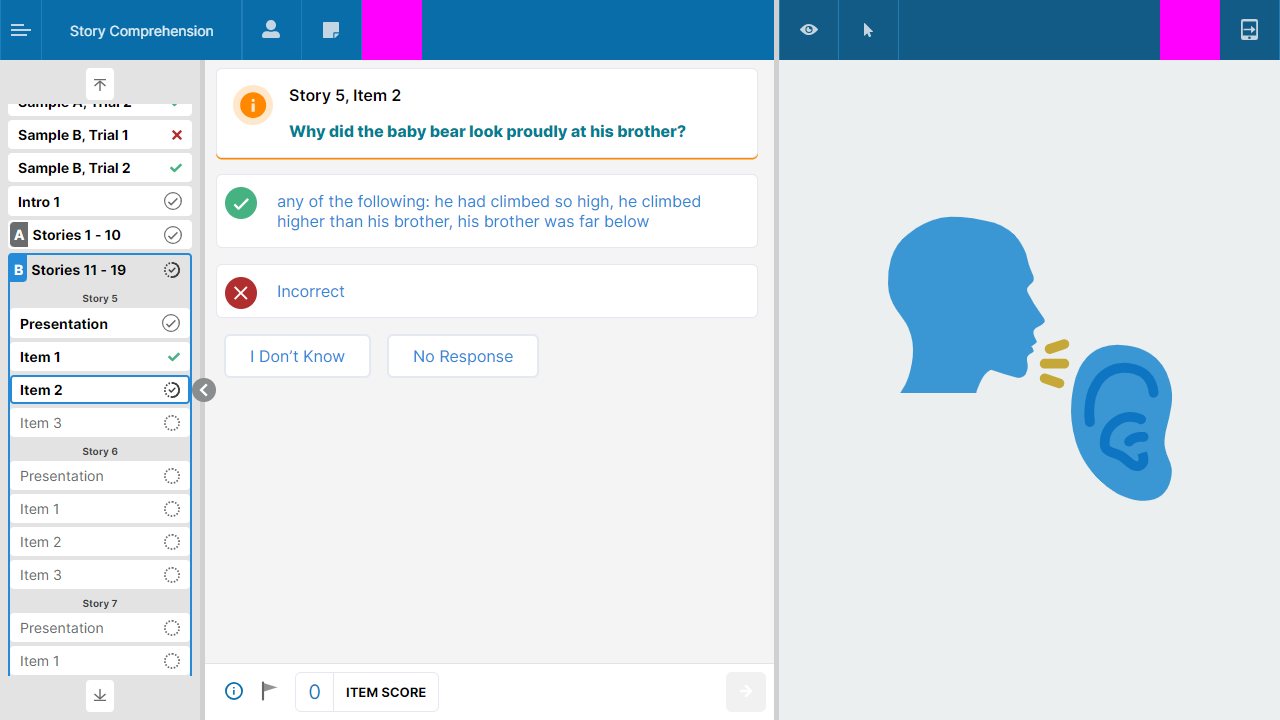 Story Comprehension
Sample A, Trial 2
Sample B, Trial 1
Sample B, Trial 2
Intro 1
A Stories 1 - 10
B Stories 11 - 19
Story 5
Presentation
Item 1
Item 2
Item 3
Story 6
Presentation
Item 1
Item 2
Item 3
Story 7
Presentation
Item 1
Story 5, Item 2
Why did the baby bear look proudly at his brother?
any of the following: he had climbed so high, he climbed
higher than his brother, his brother was far below
Incorrect
I Don’t Know
No Response
0 ITEM SCORE